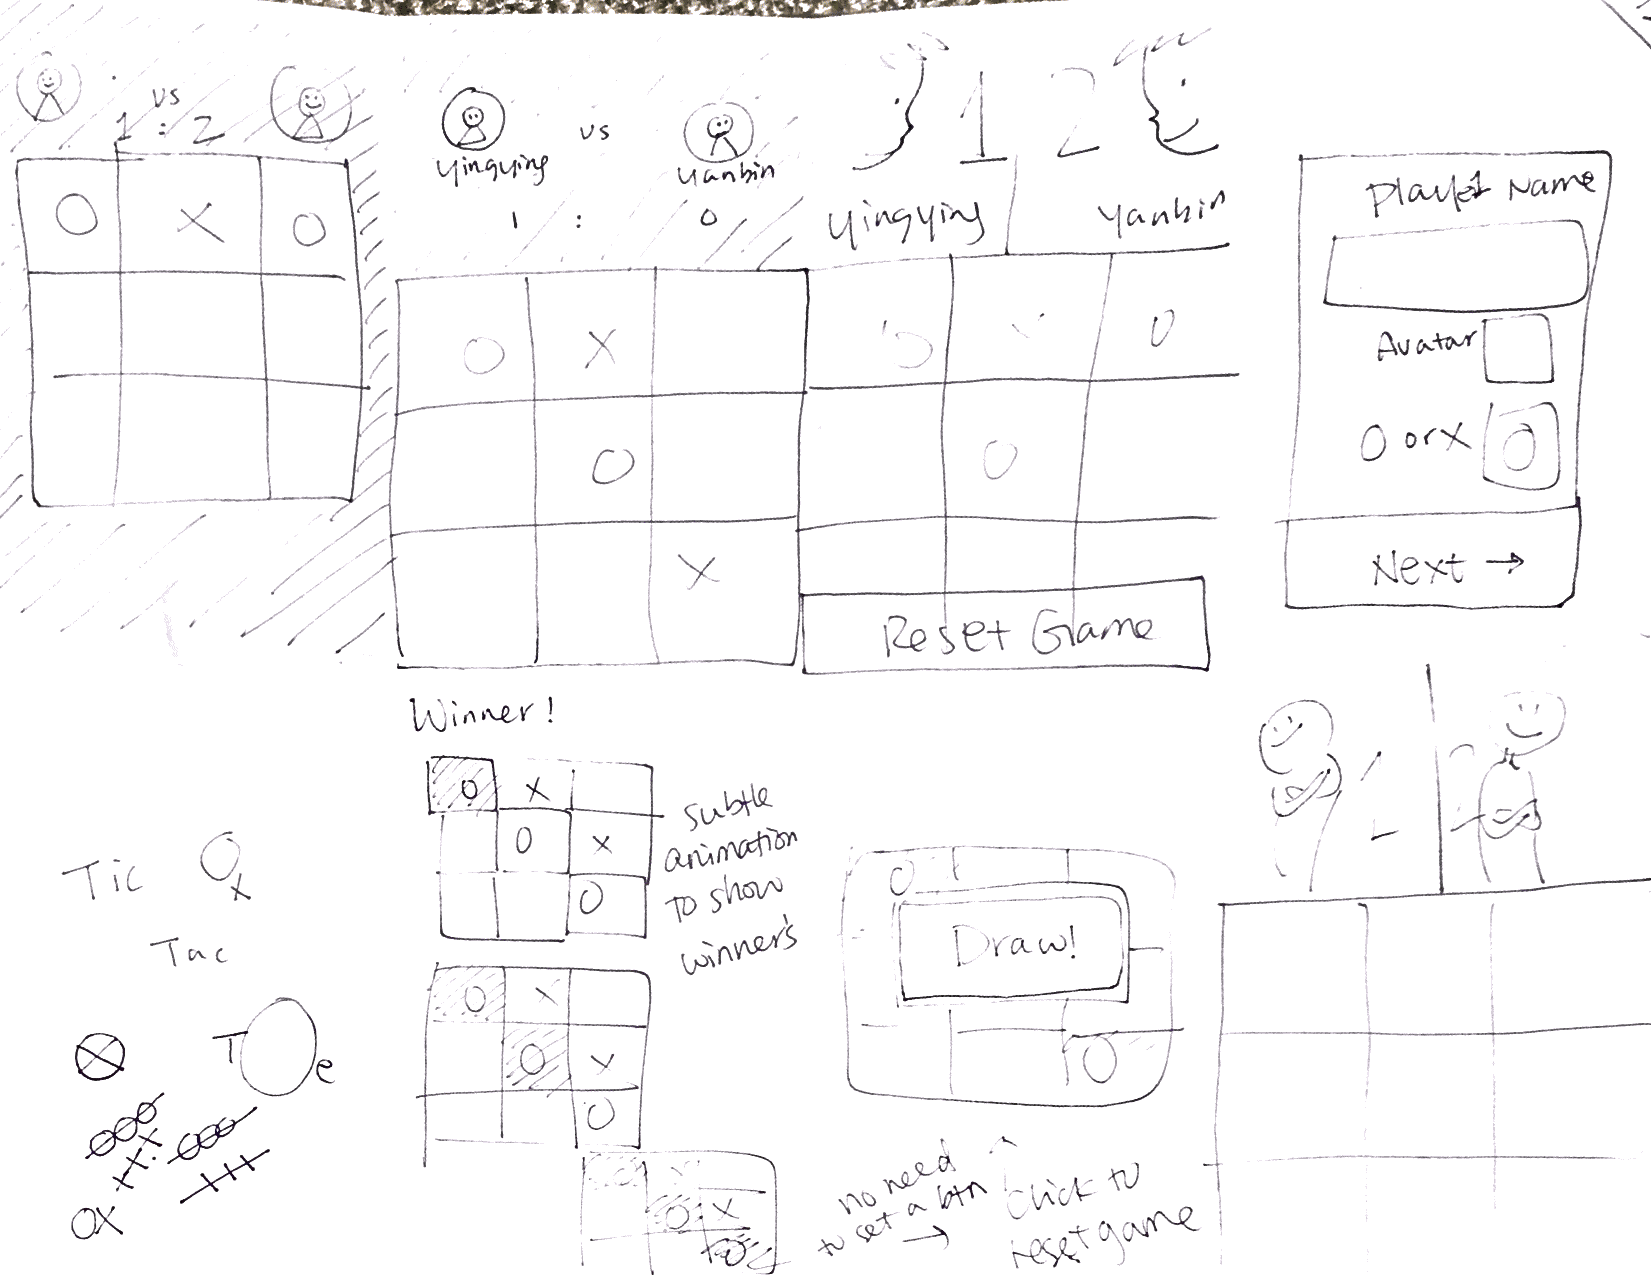 vs
1 : 2
O X O
vs
yingying yanbin
1 : 0
O X
O
X
1 2
yingying yanbin
O X O
O
Reset Game
Player1 Name
Avatar
O or X O
Next →
Winner!
O X
O X
O
subtle
animation
to show
winner's
O X
O X
O
O X
O X
O
Tic
Tac
Toe
OX
O
Draw!
O
no need
to set a btn
→
click to
reset game
1 2